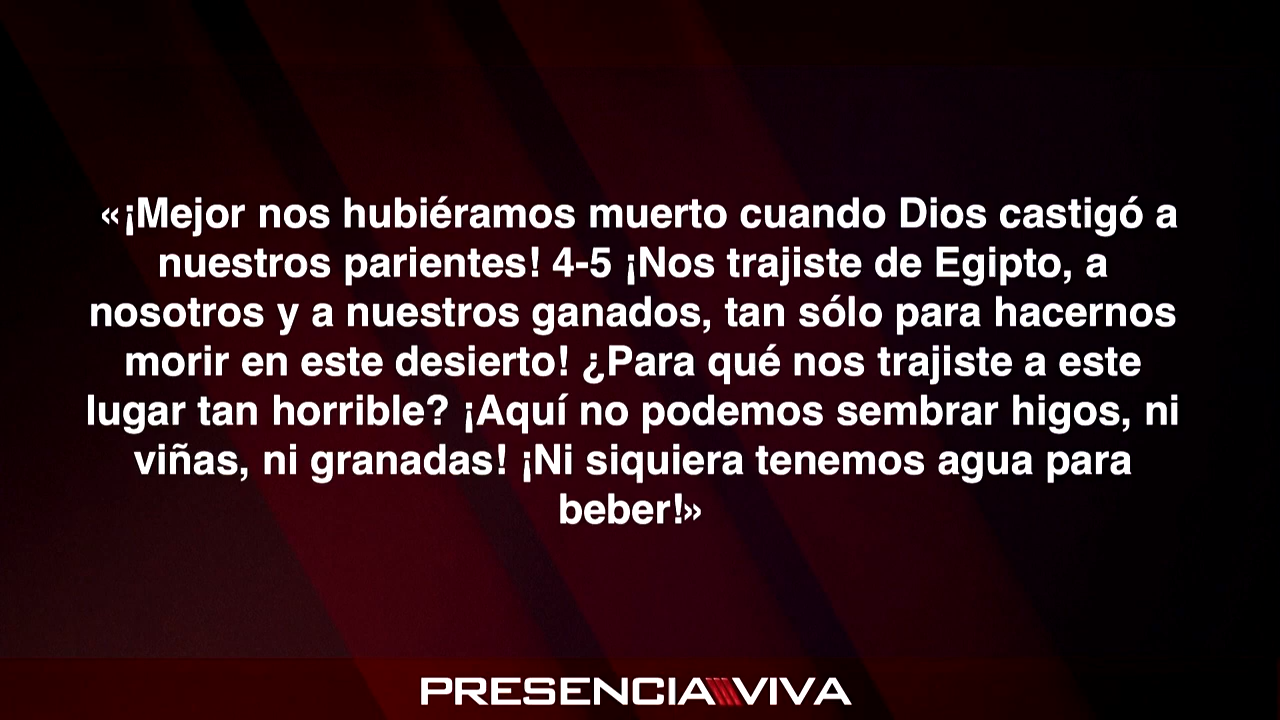 «¡Mejor nos hubiéramos muerto cuando Dios castigó a
nuestros parientes! 4-5 ¡Nos trajiste de Egipto, a
nosotros y a nuestros ganados, tan sólo para hacernos
morir en este desierto! ¿Para qué nos trajiste a este
lugar tan horrible? ¡Aquí no podemos sembrar higos, ni
viñas, ni granadas! ¡Ni siquiera tenemos agua para
beber!»
PRESENCIA VIVA